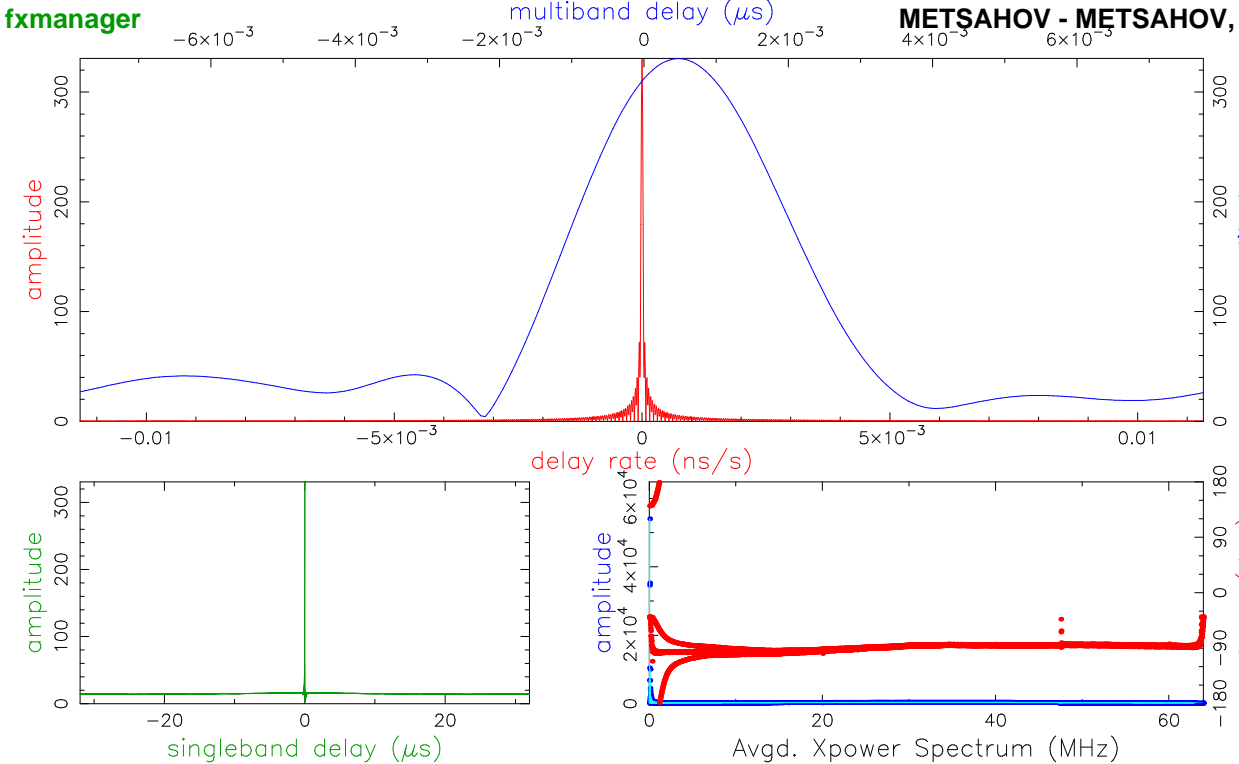 fxmanager
multiband delay (μs)
METSAHOV - METSAHOV,
−6×10⁻³ −4×10⁻³ −2×10⁻³ 0 2×10⁻³ 4×10⁻³ 6×10⁻³
amplitude
0 100 200 300
0 100 200 300
−0.01 −5×10⁻³ 0 5×10⁻³ 0.01
delay rate (ns/s)
amplitude
0 100 200 300
−20 0 20
singleband delay (μs)
amplitude
0 2×10⁴ 4×10⁴ 6×10⁴
−180 −90 0 90 180
0 20 40 60
Avgd. Xpower Spectrum (MHz)